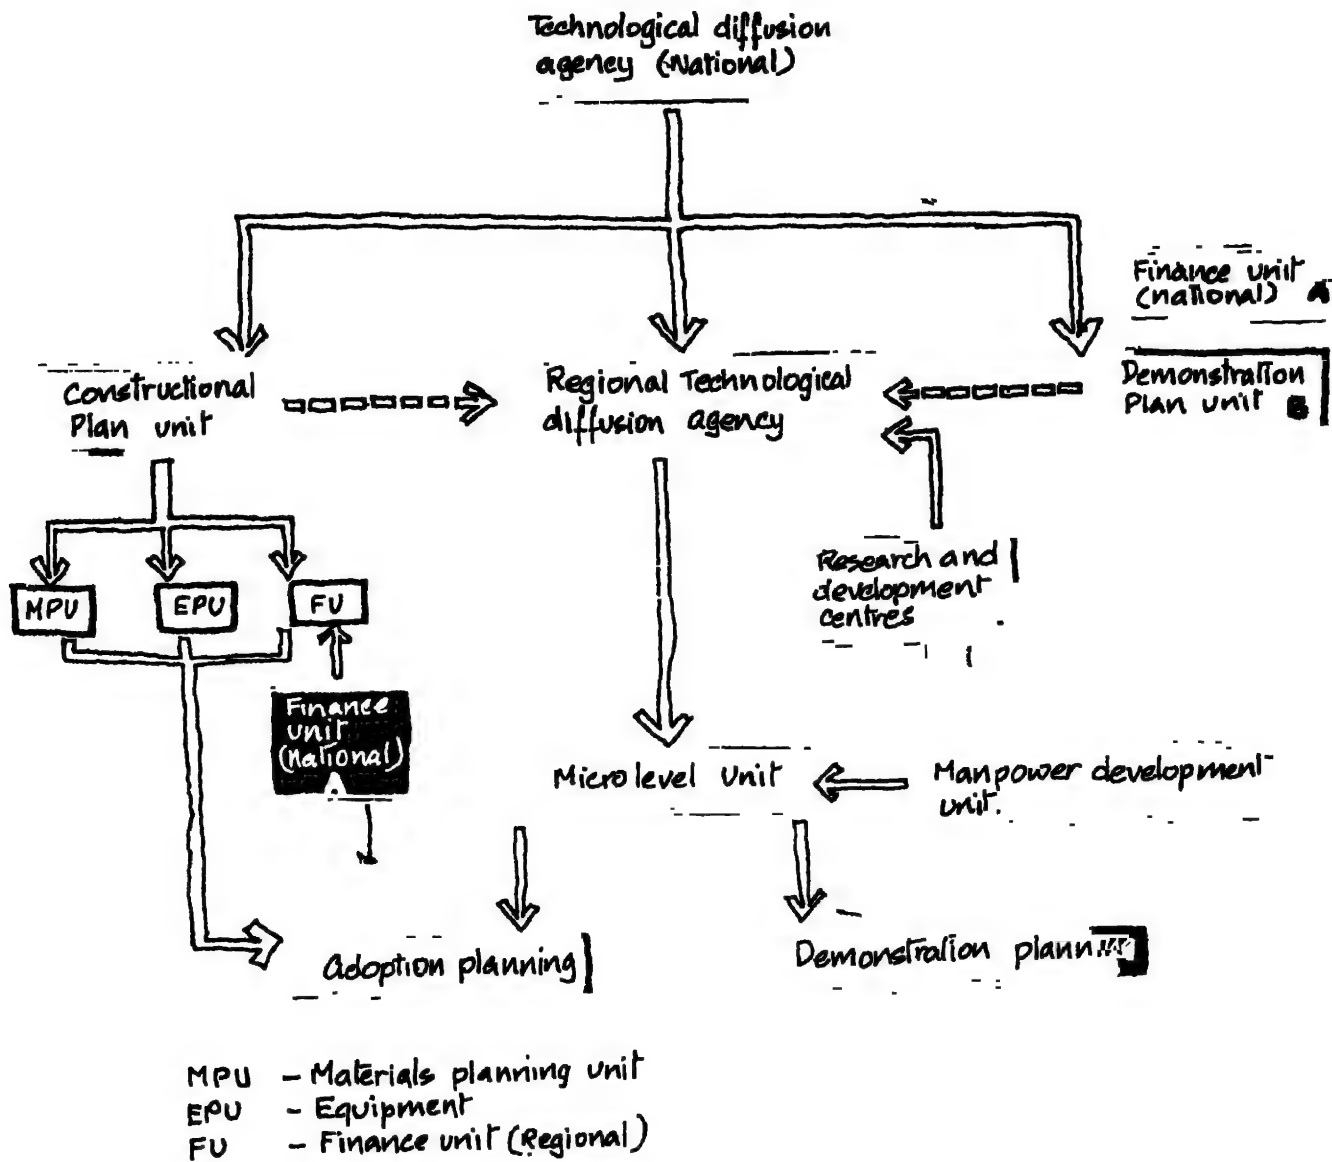 Technological diffusion
agency (National)
Finance unit
(national) A
Constructional
Plan unit
Regional Technological
diffusion agency
Demonstration
Plan unit B
MPU
EPU
FU
Research and
development
centres
Finance
unit
(national)
Micro level Unit
Manpower development
unit.
Adoption planning
Demonstration
MPU - Materials planning unit
EPU - Equipment
FU - Finance unit (Regional)